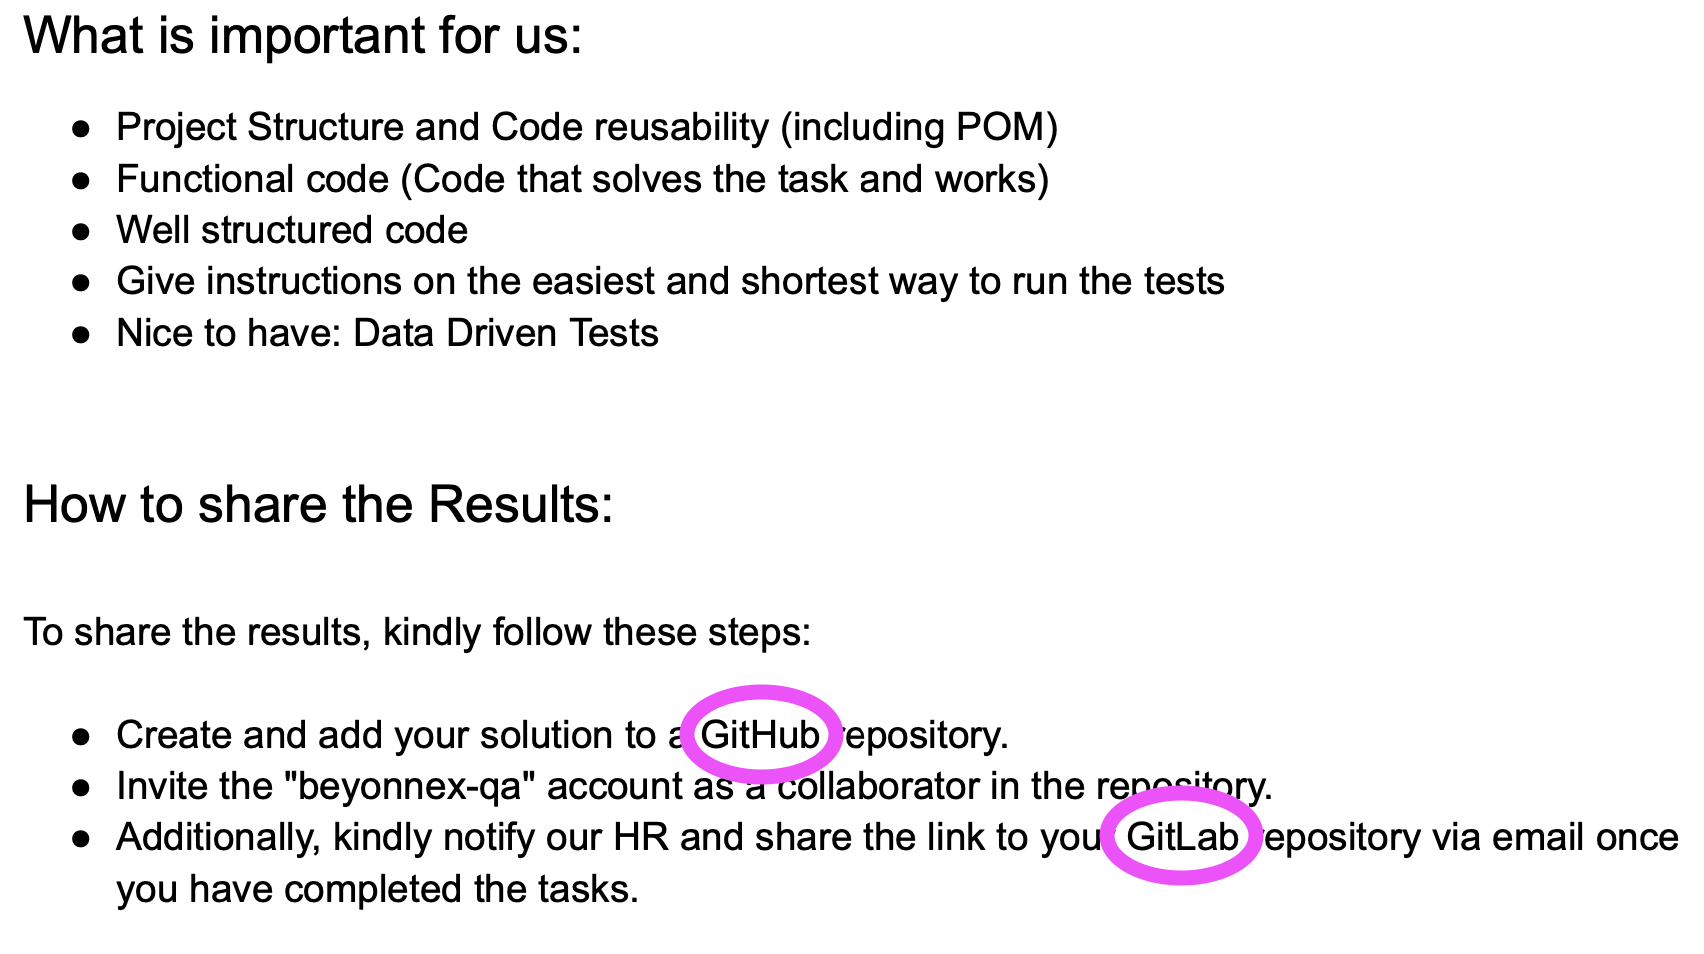 What is important for us:
● Project Structure and Code reusability (including POM)
● Functional code (Code that solves the task and works)
● Well structured code
● Give instructions on the easiest and shortest way to run the tests
● Nice to have: Data Driven Tests
How to share the Results:
To share the results, kindly follow these steps:
● Create and add your solution to a GitHub repository.
● Invite the "beyonnex-qa" account as a collaborator in the repository.
● Additionally, kindly notify our HR and share the link to your GitLab repository via email once
you have completed the tasks.